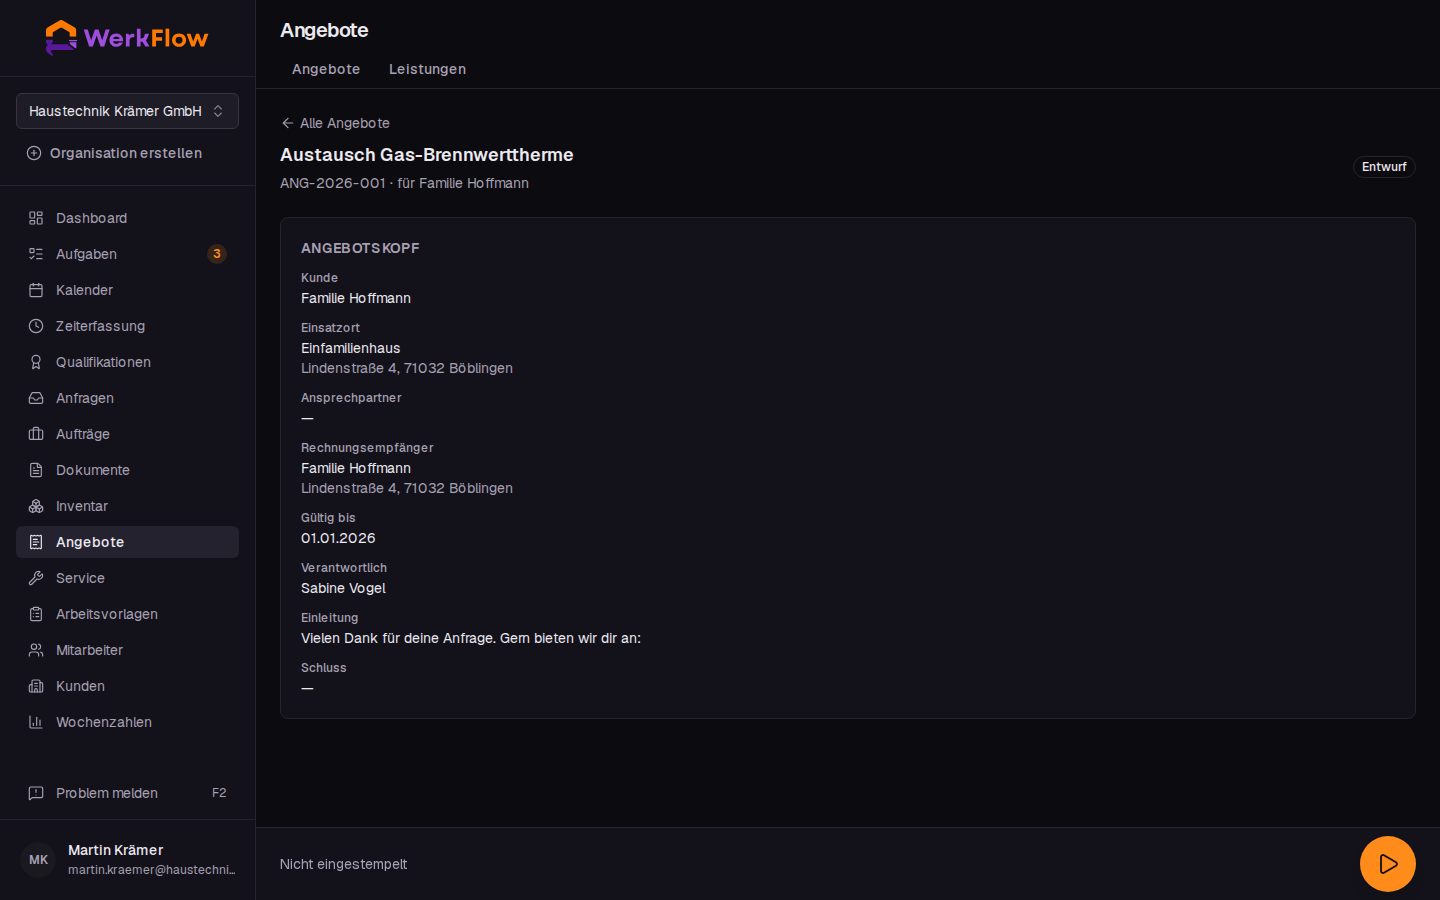 WerkFlow
Haustechnik Krämer GmbH
Organisation erstellen
Dashboard
Aufgaben 3
Kalender
Zeiterfassung
Qualifikationen
Anfragen
Aufträge
Dokumente
Inventar
Angebote
Service
Arbeitsvorlagen
Mitarbeiter
Kunden
Wochenzahlen
Problem melden F2
MK
Martin Krämer
martin.kraemer@haustechni...
Angebote
Angebote Leistungen
Alle Angebote
Austausch Gas-Brennwerttherme
ANG-2026-001 · für Familie Hoffmann
Entwurf
ANGEBOTSKOPF
Kunde
Familie Hoffmann
Einsatzort
Einfamilienhaus
Lindenstraße 4, 71032 Böblingen
Ansprechpartner
—
Rechnungsempfänger
Familie Hoffmann
Lindenstraße 4, 71032 Böblingen
Gültig bis
01.01.2026
Verantwortlich
Sabine Vogel
Einleitung
Vielen Dank für deine Anfrage. Gern bieten wir dir an:
Schluss
—
Nicht eingestempelt